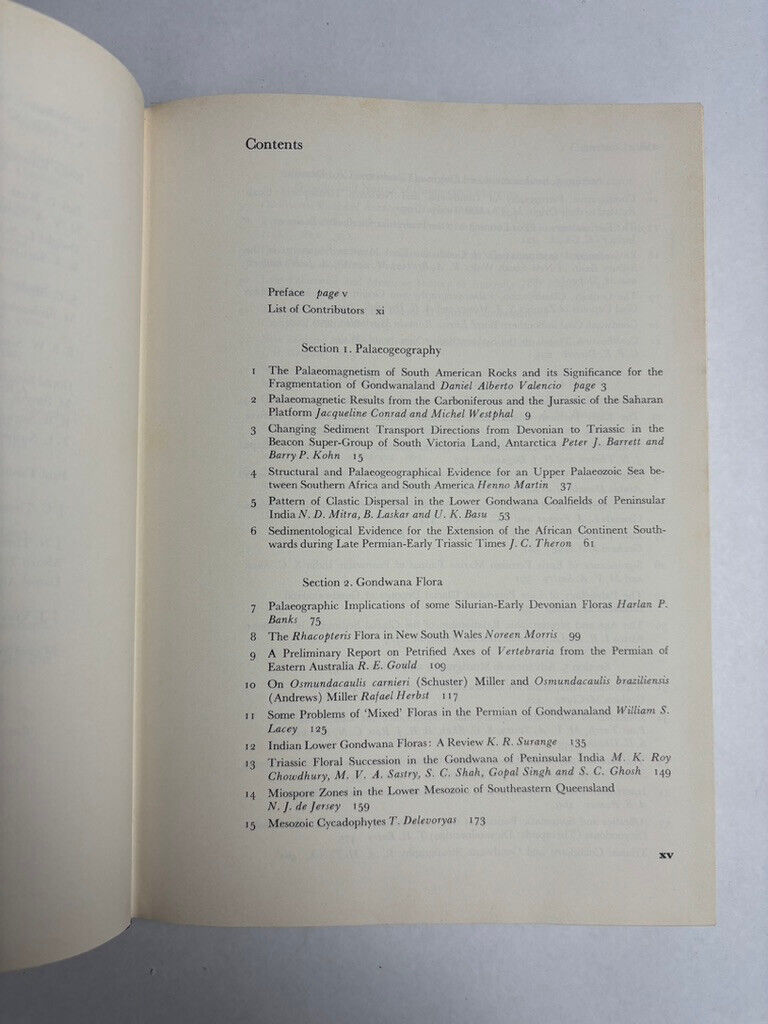 Contents
Preface page v
List of Contributors xi
Section 1. Palaeogeography
1 The Palaeomagnetism of South American Rocks and its Significance for the
Fragmentation of Gondwanaland Daniel Alberto Valencio page 3
2 Palaeomagnetic Results from the Carboniferous and the Jurassic of the Saharan
Platform Jacqueline Conrad and Michel Westphal 9
3 Changing Sediment Transport Directions from Devonian to Triassic in the
Beacon Super-Group of South Victoria Land, Antarctica Peter J. Barrett and
Barry P. Kohn 15
4 Structural and Palaeogeographical Evidence for an Upper Palaeozoic Sea be-
tween Southern Africa and South America Henno Martin 37
5 Pattern of Clastic Dispersal in the Lower Gondwana Coalfields of Peninsular
India N. D. Mitra, B. Laskar and U. K. Basu 53
6 Sedimentological Evidence for the Extension of the African Continent South-
wards during Late Permian-Early Triassic Times J. C. Theron 61
Section 2. Gondwana Flora
7 Palaeographic Implications of some Silurian-Early Devonian Floras Harlan P.
Banks 75
8 The Rhacopteris Flora in New South Wales Noreen Morris 99
9 A Preliminary Report on Petrified Axes of Vertebraria from the Permian of
Eastern Australia R. E. Gould 109
10 On Osmundacaulis carnieri (Schuster) Miller and Osmundacaulis braziliensis
(Andrews) Miller Rafael Herbst 117
11 Some Problems of 'Mixed' Floras in the Permian of Gondwanaland William S.
Lacey 125
12 Indian Lower Gondwana Floras: A Review K. R. Surange 135
13 Triassic Floral Succession in the Gondwana of Peninsular India M. K. Roy
Chowdhury, M. V. A. Sastry, S. C. Shah, Gopal Singh and S. C. Ghosh 149
14 Miospore Zones in the Lower Mesozoic of Southeastern Queensland
N. J. de Jersey 159
15 Mesozoic Cycadophytes T. Delevoryas 173
xv